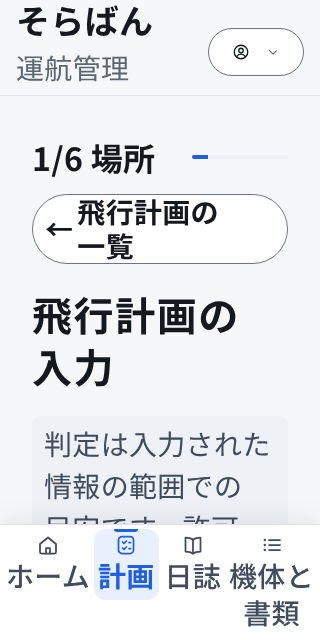 そらばん
運航管理
1/6 場所
← 飛行計画の
一覧
飛行計画の
入力
判定は入力された
情報の範囲での
ホーム
計画
日誌
機体と
書類